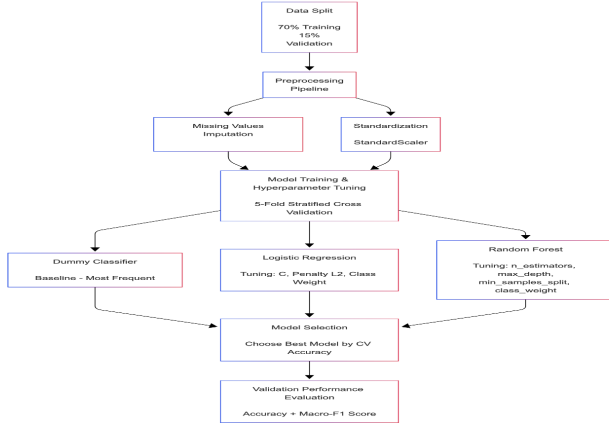 Data Split
70% Training
15%
Validation
Preprocessing
Pipeline
Missing Values
Imputation
Standardization
StandardScaler
Model Training &
Hyperparameter Tuning
5-Fold Stratified Cross
Validation
Dummy Classifier
Baseline - Most Frequent
Logistic Regression
Tuning: C, Penalty L2, Class
Weight
Random Forest
Tuning: n_estimators,
max_depth,
min_samples_split,
class_weight
Model Selection
Choose Best Model by CV
Accuracy
Validation Performance
Evaluation
Accuracy + Macro-F1 Score